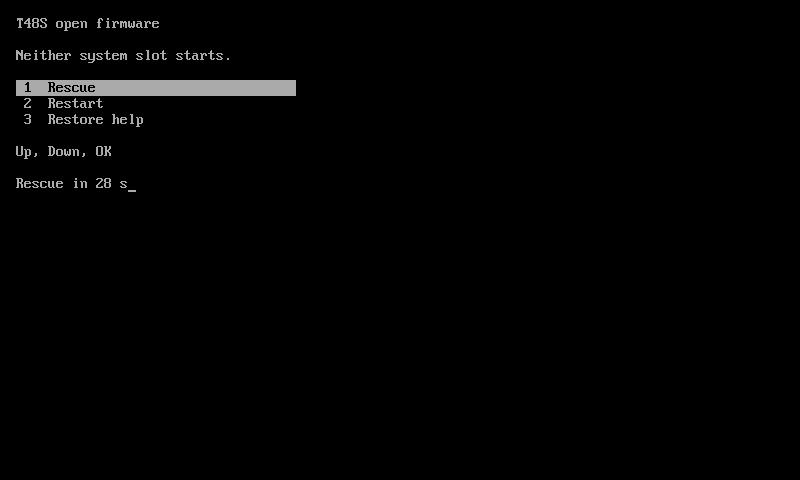 T48S open firmware
Neither system slot starts.
1 Rescue
2 Restart
3 Restore help
Up, Down, OK
Rescue in 28 s_